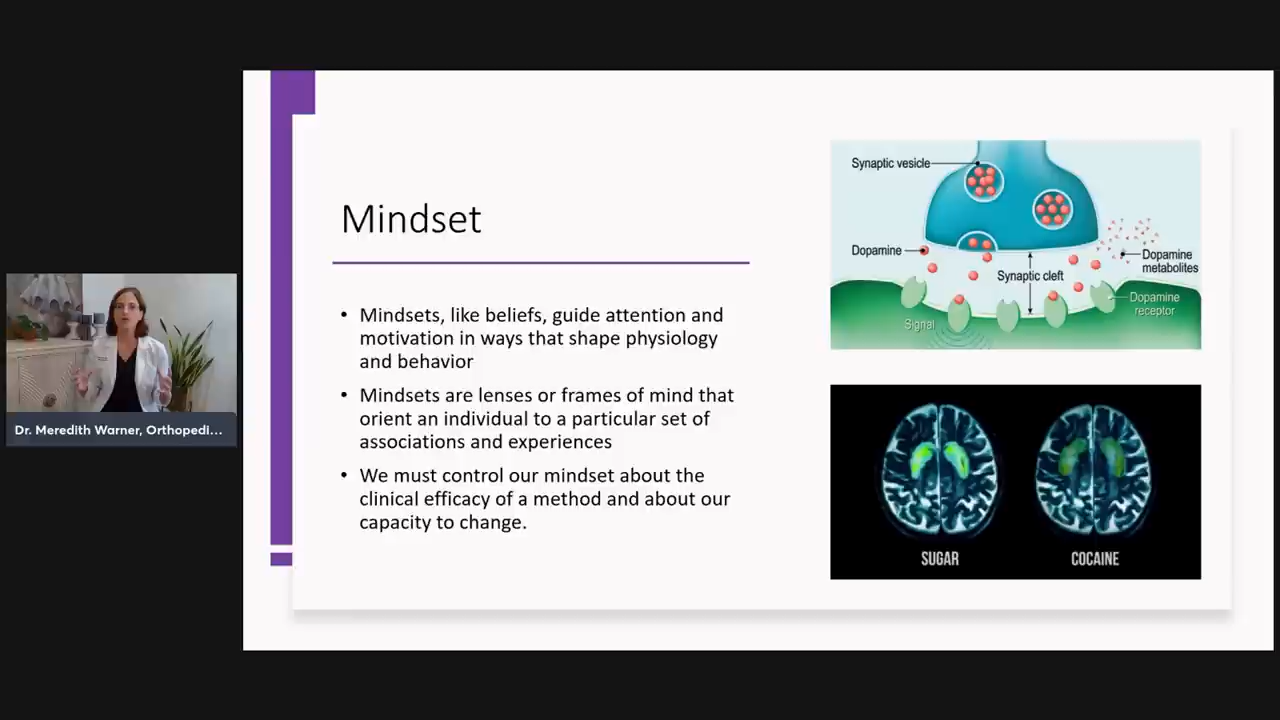 Mindset
• Mindsets, like beliefs, guide attention and
motivation in ways that shape physiology
and behavior
• Mindsets are lenses or frames of mind that
orient an individual to a particular set of
associations and experiences
• We must control our mindset about the
clinical efficacy of a method and about our
capacity to change.
Synaptic vesicle
Dopamine
Synaptic cleft
Dopamine
metabolites
Dopamine
receptor
Signal
SUGAR
COCAINE
Dr. Meredith Warner, Orthopedi...